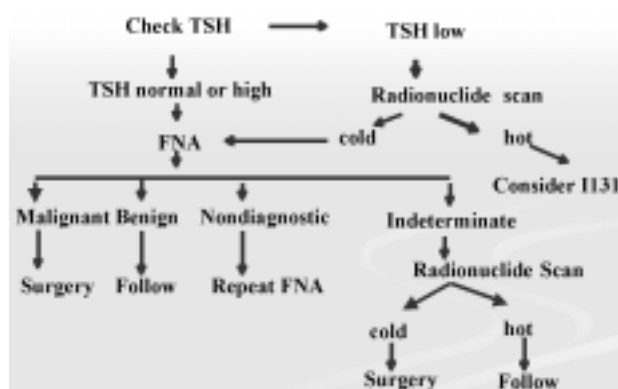 Check TSH
TSH low
TSH normal or high
Radionuclide scan
FNA
cold
hot
Consider I131
Malignant
Benign
Nondiagnostic
Indeterminate
Surgery
Follow
Repeat FNA
Radionuclide Scan
cold
hot
Surgery
Follow